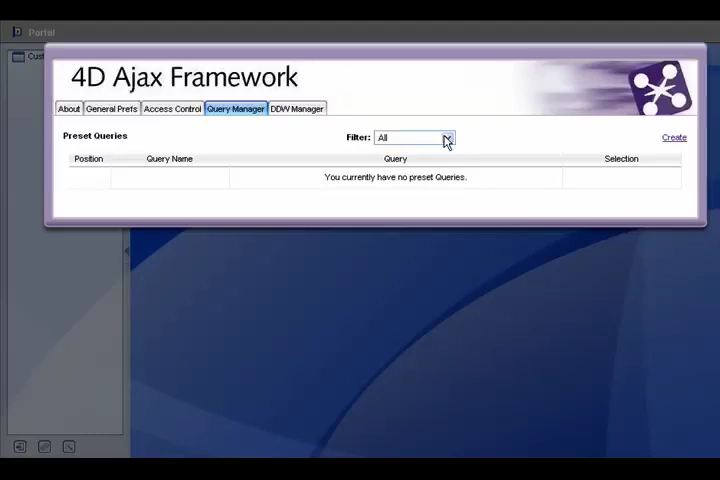 Portal
Cust
4D Ajax Framework
About General Prefs Access Control Query Manager DDW Manager
Preset Queries Filter: All Create
Position Query Name Query Selection
You currently have no preset Queries.